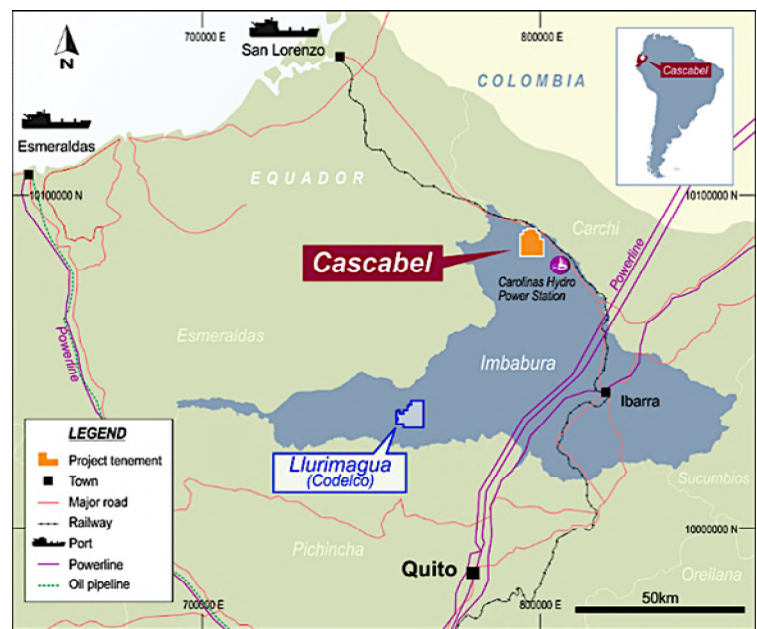 700000 E
800000 E
N
San Lorenzo
COLOMBIA
Cascabel
Esmeraldas
10100000 N
10100000 N
EQUADOR
Carchi
Cascabel
Powerline
Carolinas Hydro
Power Station
Esmeraldas
Powerline
Imbabura
Ibarra
LEGEND
Project tenement
Town
Major road
Railway
Port
Powerline
Oil pipeline
Llurimagua
(Codelco)
Sucumbios
10000000 N
Pichincha
Quito
Orellana
700000 E
800000 E
50km